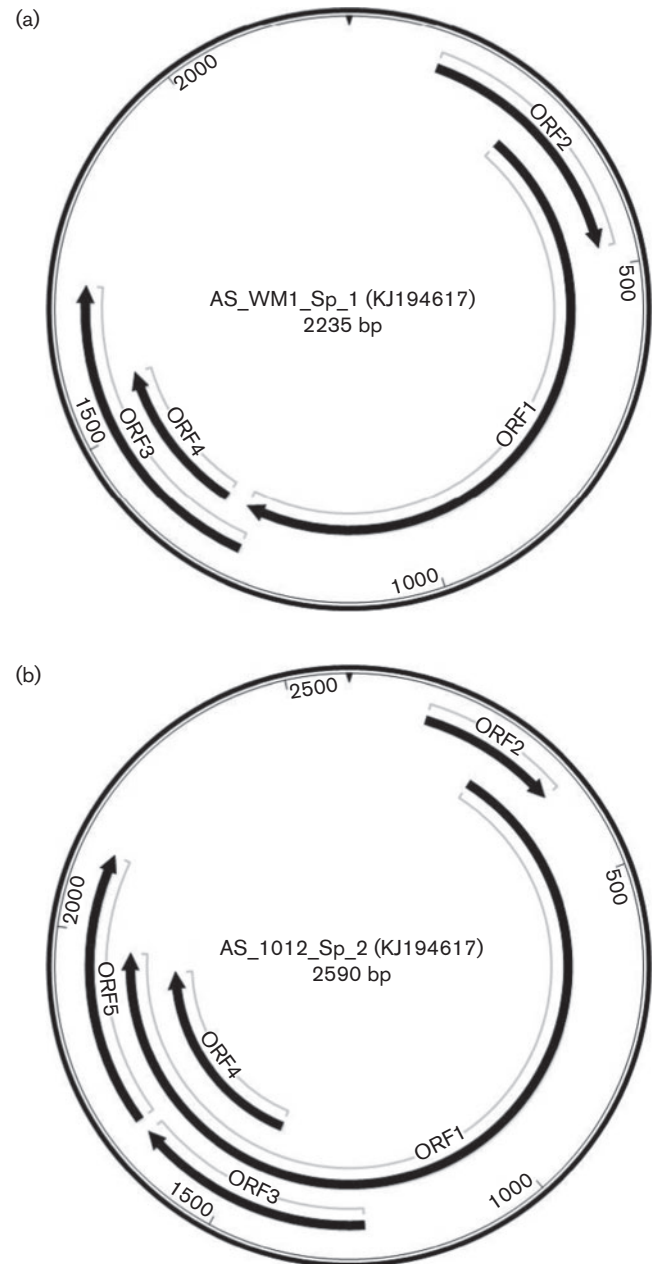 (a)
2000
ORF2
500
AS_WM1_Sp_1 (KJ194617)
2235 bp
ORF1
ORF4
ORF3
1500
1000
(b)
2500
ORF2
500
2000
AS_1012_Sp_2 (KJ194617)
2590 bp
ORF5
ORF4
ORF1
ORF3
1500
1000